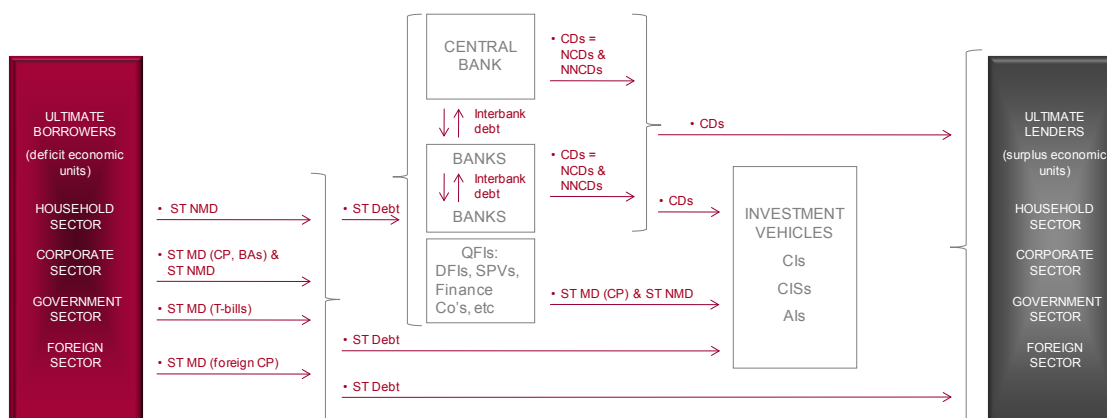 ULTIMATE
BORROWERS
(deficit economic
units)
HOUSEHOLD
SECTOR
CORPORATE
SECTOR
GOVERNMENT
SECTOR
FOREIGN
SECTOR
• ST NMD
• ST MD (CP, BAs) &
ST NMD
• ST MD (T-bills)
• ST MD (foreign CP)
• ST Debt
CENTRAL
BANK
Interbank
debt
BANKS
Interbank
debt
BANKS
QFIs:
DFIs, SPVs,
Finance
Co's, etc
• CDs =
NCDs &
NNCDs
• CDs =
NCDs &
NNCDs
• ST MD (CP) & ST NMD
• ST Debt
• ST Debt
• CDs
• CDs
INVESTMENT
VEHICLES
CIs
CISs
AIs
ULTIMATE
LENDERS
(surplus economic
units)
HOUSEHOLD
SECTOR
CORPORATE
SECTOR
GOVERNMENT
SECTOR
FOREIGN
SECTOR